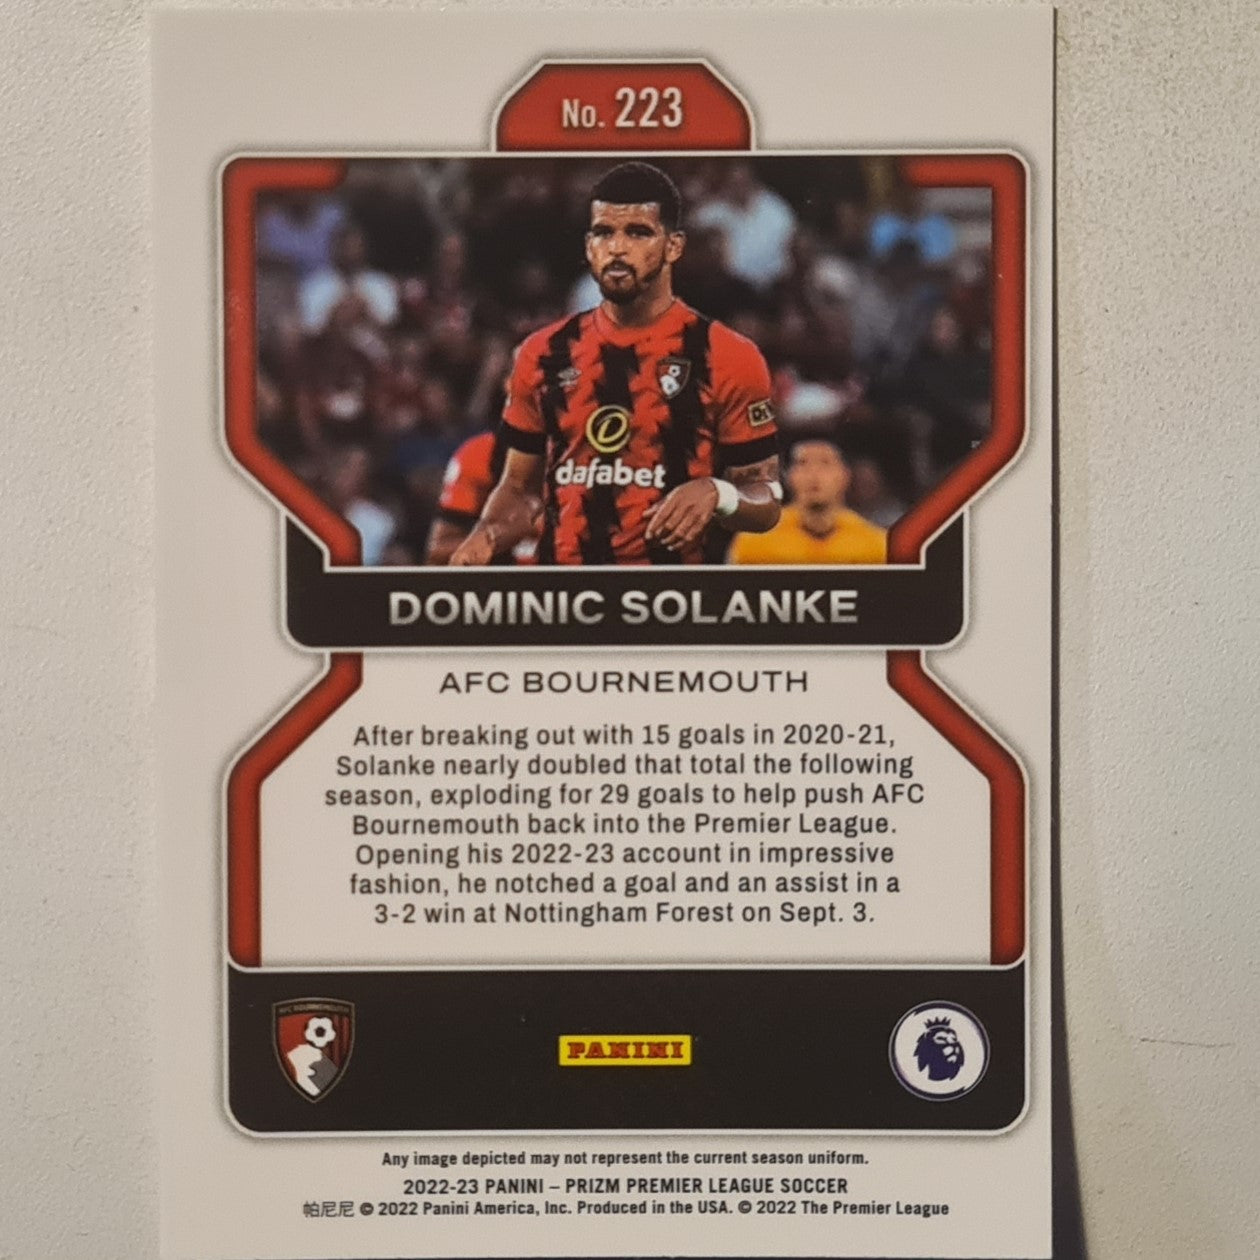 No. 223
dafabet
DOMINIC SOLANKE
AFC BOURNEMOUTH
After breaking out with 15 goals in 2020-21,
Solanke nearly doubled that total the following
season, exploding for 29 goals to help push AFC
Bournemouth back into the Premier League.
Opening his 2022-23 account in impressive
fashion, he notched a goal and an assist in a
3-2 win at Nottingham Forest on Sept. 3.
AFC BOURNEMOUTH
PANINI
Any image depicted may not represent the current season uniform.
2022-23 PANINI – PRIZM PREMIER LEAGUE SOCCER
帕尼尼 © 2022 Panini America, Inc. Produced in the USA. © 2022 The Premier League